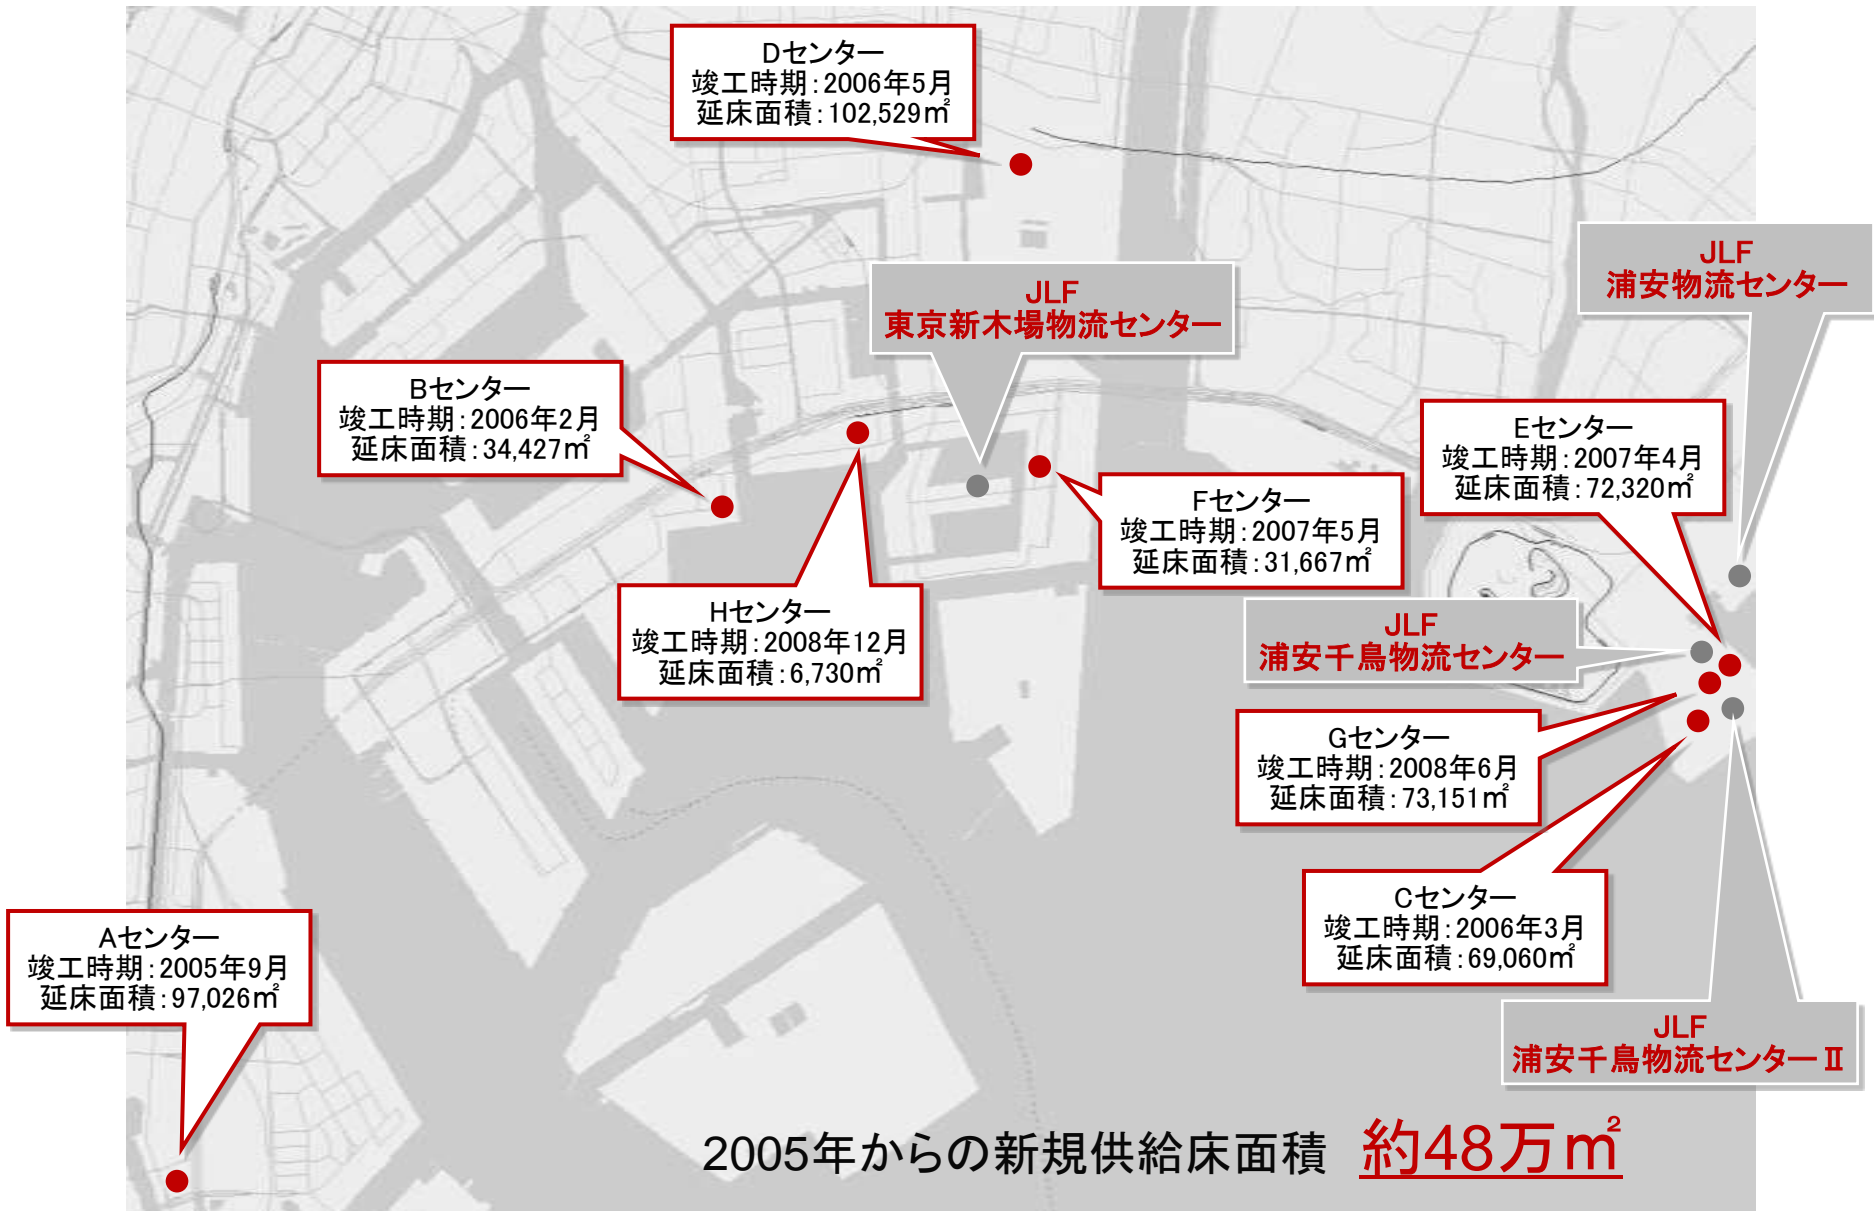 Dセンター
竣工時期：2006年5月
延床面積：102,529㎡
JLF
浦安物流センター
JLF
東京新木場物流センター
Bセンター
竣工時期：2006年2月
延床面積：34,427㎡
Eセンター
竣工時期：2007年4月
延床面積：72,320㎡
Fセンター
竣工時期：2007年5月
延床面積：31,667㎡
Hセンター
竣工時期：2008年12月
延床面積：6,730㎡
JLF
浦安千鳥物流センター
Gセンター
竣工時期：2008年6月
延床面積：73,151㎡
Cセンター
竣工時期：2006年3月
延床面積：69,060㎡
Aセンター
竣工時期：2005年9月
延床面積：97,026㎡
JLF
浦安千鳥物流センターⅡ
2005年からの新規供給床面積 約48万㎡